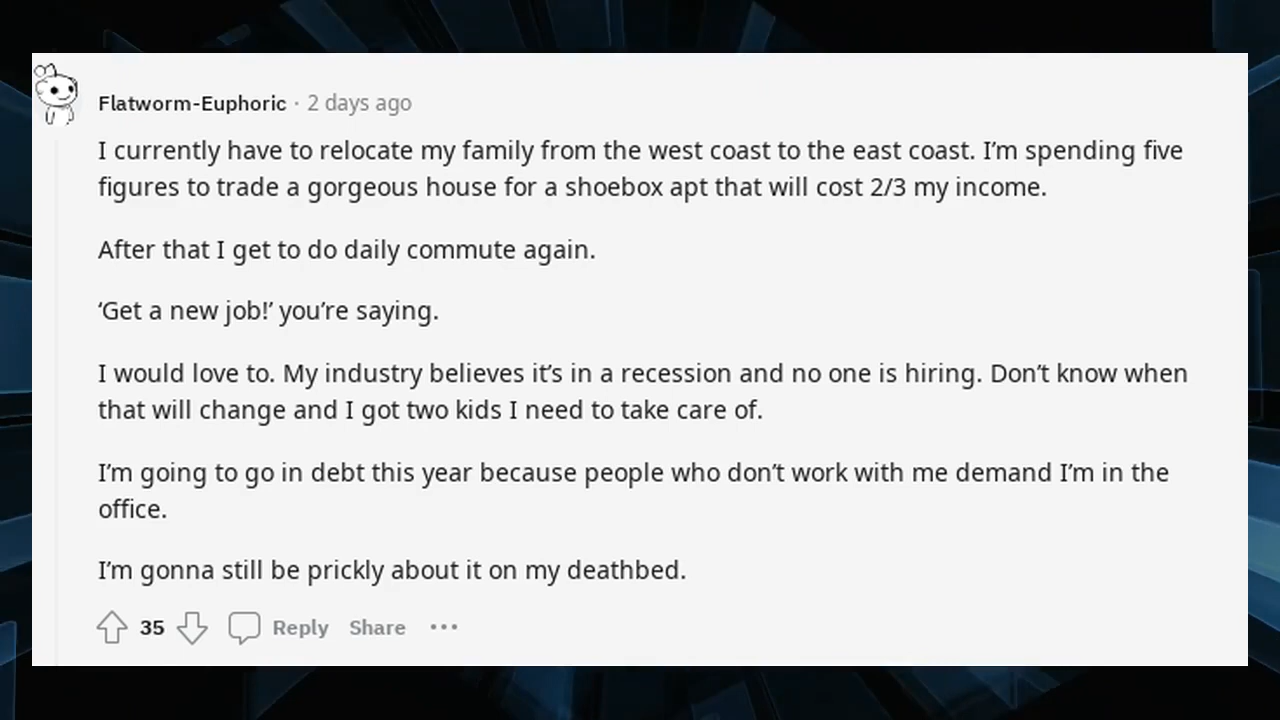 Flatworm-Euphoric · 2 days ago
I currently have to relocate my family from the west coast to the east coast. I’m spending five
figures to trade a gorgeous house for a shoebox apt that will cost 2/3 my income.
After that I get to do daily commute again.
‘Get a new job!’ you’re saying.
I would love to. My industry believes it’s in a recession and no one is hiring. Don’t know when
that will change and I got two kids I need to take care of.
I’m going to go in debt this year because people who don’t work with me demand I’m in the
office.
I’m gonna still be prickly about it on my deathbed.
35 Reply Share •••